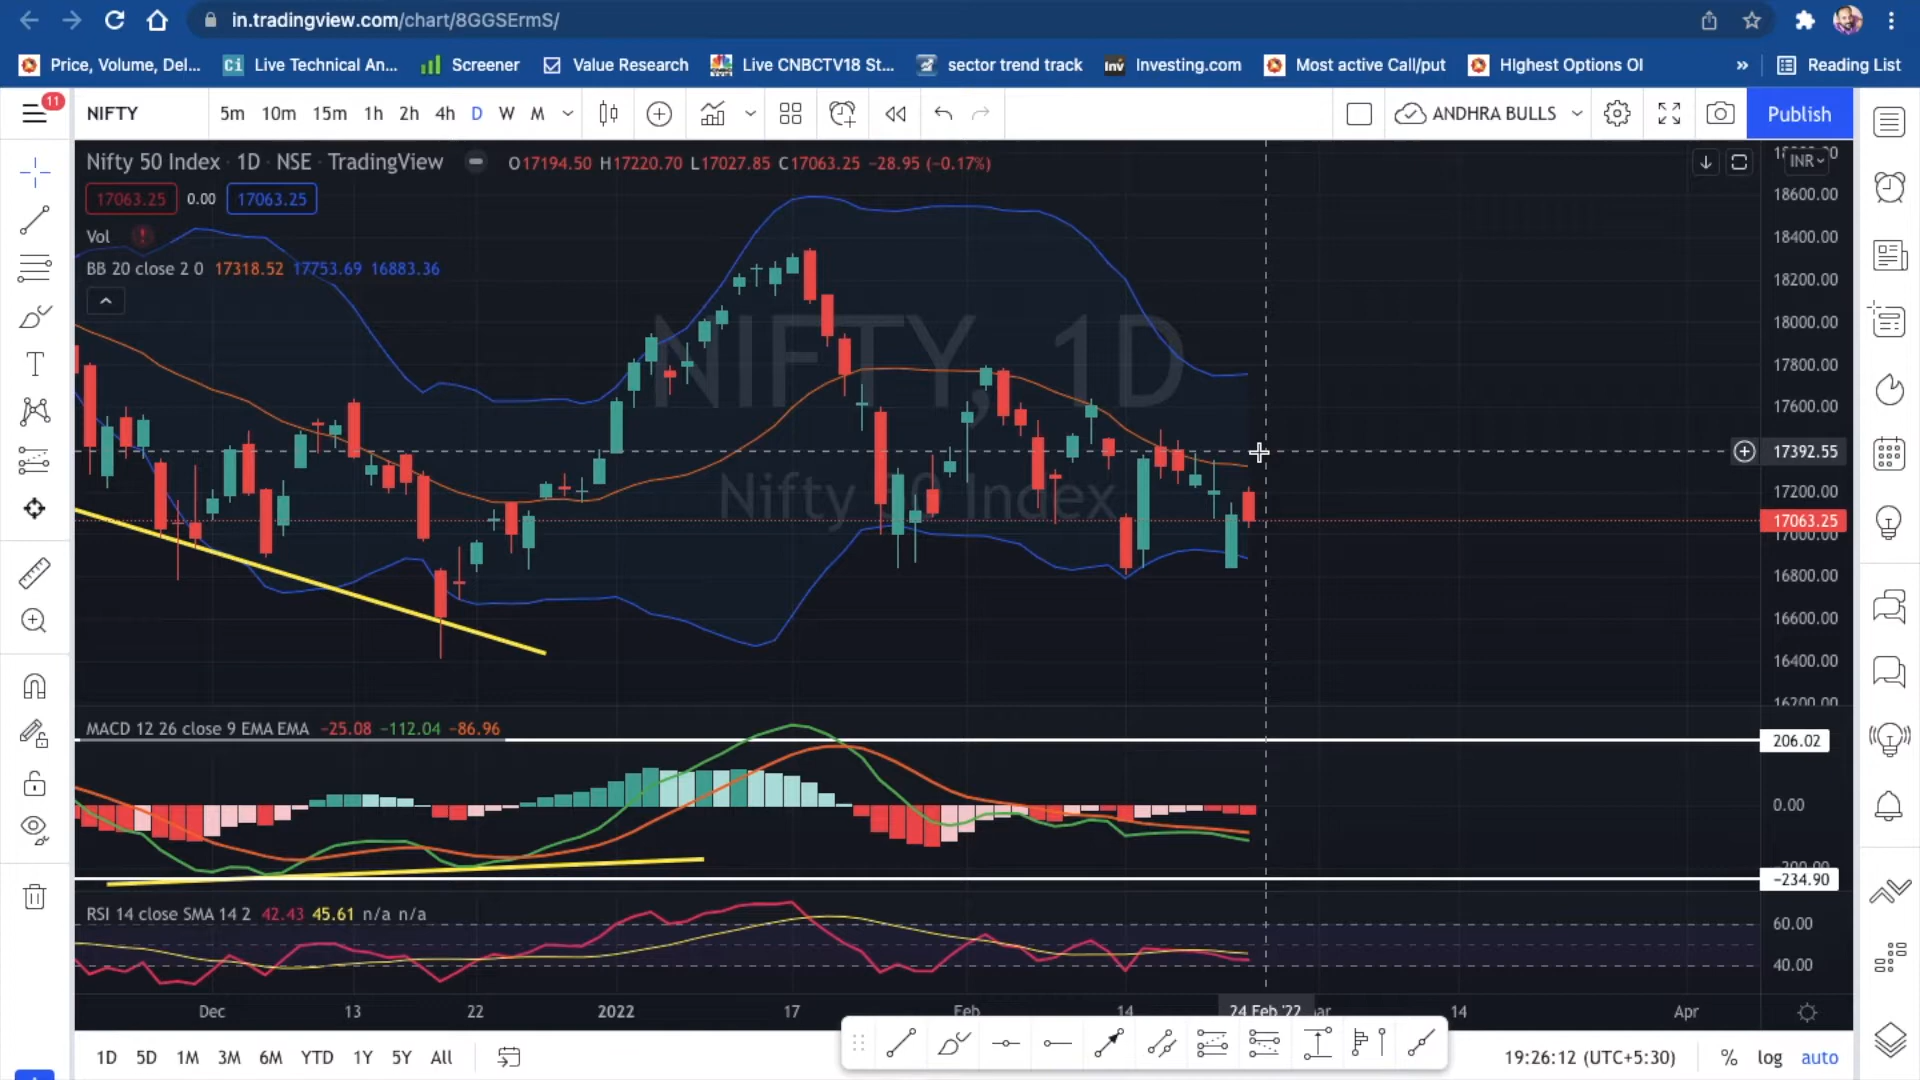 in.tradingview.com/chart/8GGSErmS/
Price, Volume, Del... Live Technical An... Screener Value Research Live CNBCTV18 St... sector trend track Investing.com Most active Call/put HIghest Options OI » Reading List
11
NIFTY 5m 10m 15m 1h 2h 4h D W M ANDHRA BULLS Publish
Nifty 50 Index · 1D · NSE · TradingView O17194.50 H17220.70 L17027.85 C17063.25 −28.95 (−0.17%)
INR
17063.25 0.00 17063.25
Vol
BB 20 close 2 0 17318.52 17753.69 16883.36
NIFTY, 1D
Nifty 50 Index
18600.00
18400.00
18200.00
18000.00
17800.00
17600.00
17392.55
17200.00
17063.25
17000.00
16800.00
16600.00
16400.00
16200.00
MACD 12 26 close 9 EMA EMA −25.08 −112.04 −86.96
206.02
0.00
−200.00
−234.90
RSI 14 close SMA 14 2 42.43 45.61 n/a n/a
60.00
40.00
Dec 13 22 2022 17 Feb 14 24 Feb '22 14 Apr
1D 5D 1M 3M 6M YTD 1Y 5Y All
19:26:12 (UTC+5:30) % log auto